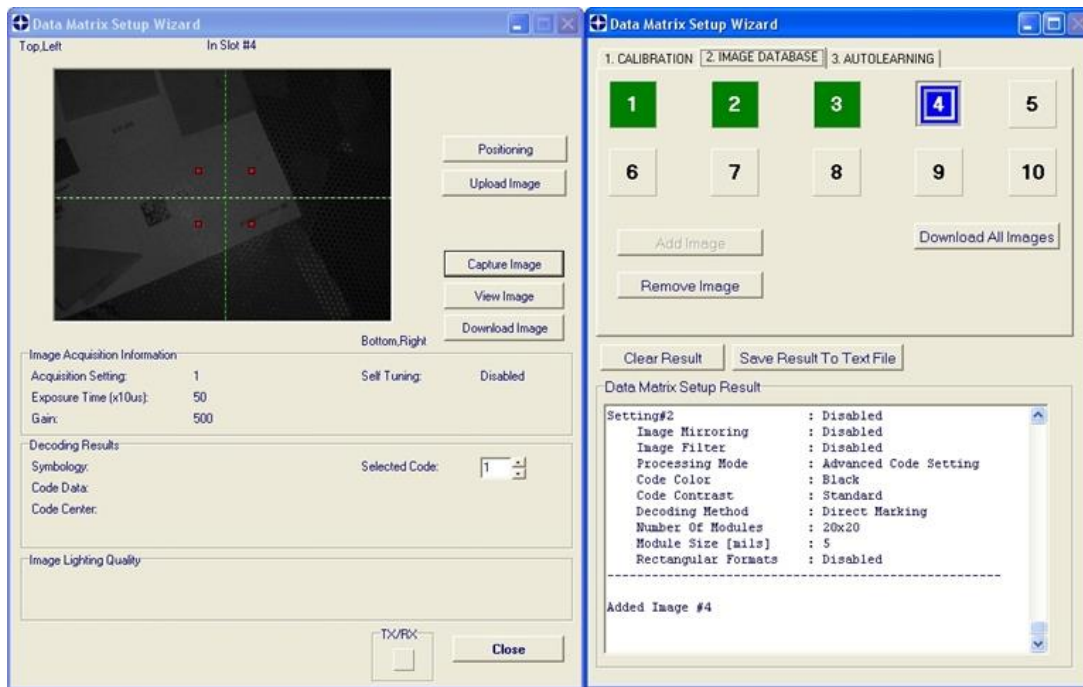 Data Matrix Setup Wizard
Top,Left
In Slot #4
Positioning
Upload Image
Capture Image
View Image
Download Image
Bottom,Right
Image Acquisition Information
Acquisition Setting: 1 Self Tuning: Disabled
Exposure Time (x10us): 50
Gain: 500
Decoding Results
Symbology: Selected Code: 1
Code Data:
Code Center:
Image Lighting Quality
TX/RX
Close
Data Matrix Setup Wizard
1. CALIBRATION 2. IMAGE DATABASE 3. AUTOLEARNING
1 2 3 4 5
6 7 8 9 10
Add Image
Download All Images
Remove Image
Clear Result Save Result To Text File
Data Matrix Setup Result
Setting#2 : Disabled
Image Mirroring : Disabled
Image Filter : Disabled
Processing Mode : Advanced Code Setting
Code Color : Black
Code Contrast : Standard
Decoding Method : Direct Marking
Number Of Modules : 20x20
Module Size [mils] : 5
Rectangular Formats : Disabled
------------------------------------------------------
Added Image #4